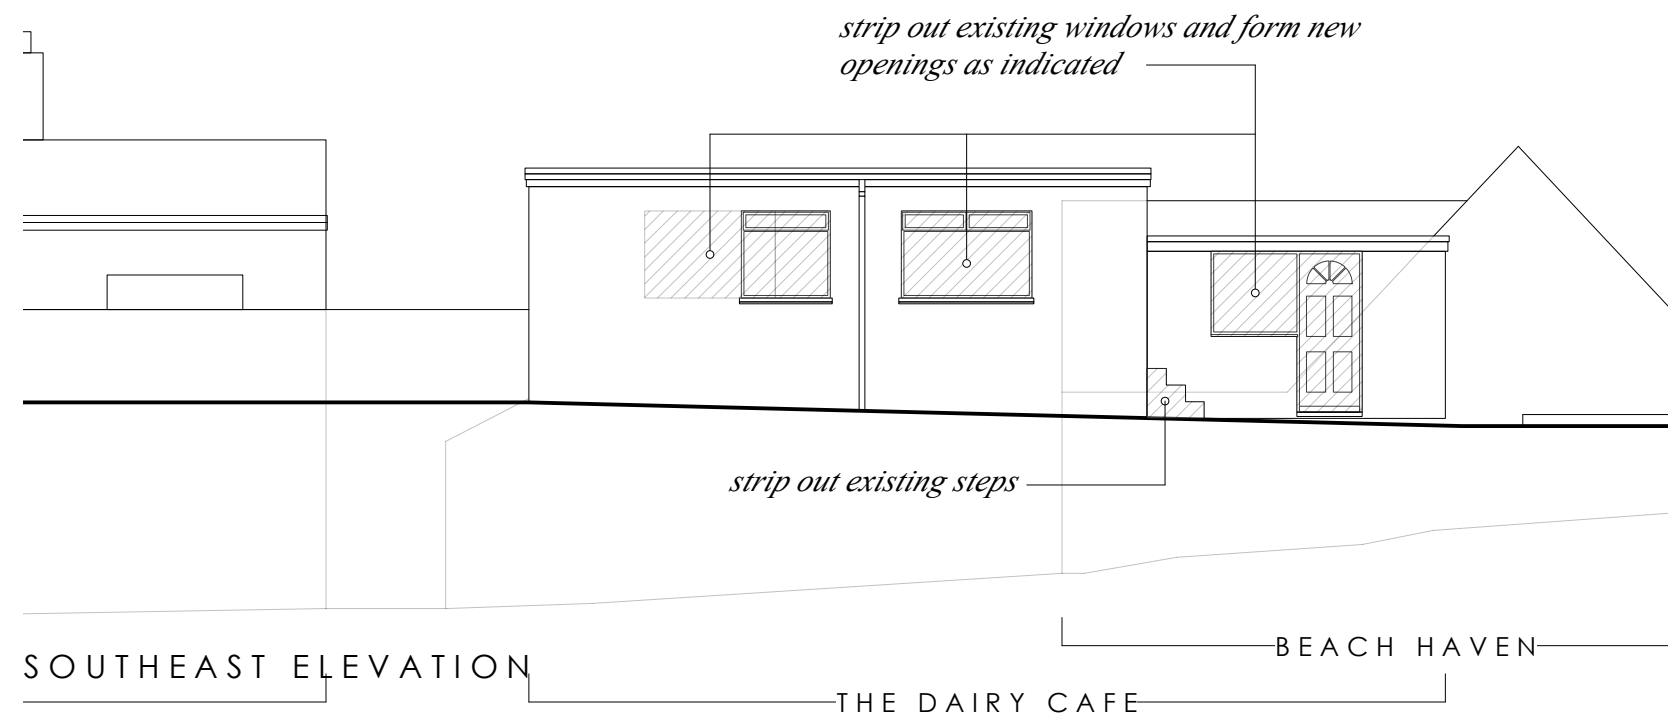 strip out existing windows and form new
openings as indicated
strip out existing steps
BEACH HAVEN
SOUTHEAST ELEVATION
THE DAIRY CAFE